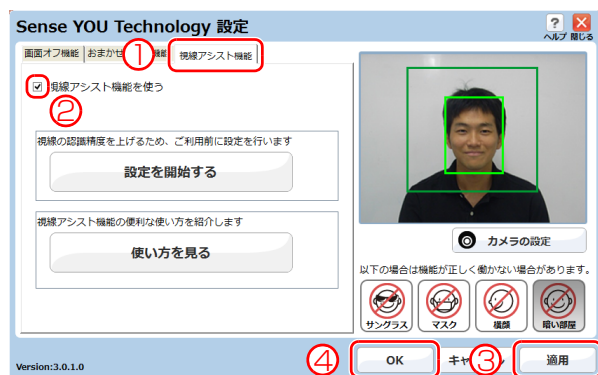 Sense YOU Technology 設定
?
ヘルプ 閉じる
画面オフ機能 おまかせ 機能 視線アシスト機能
①
視線アシスト機能を使う
②
視線の認識精度を上げるため、ご利用前に設定を行います
設定を開始する
視線アシスト機能の便利な使い方を紹介します
使い方を見る
カメラの設定
以下の場合は機能が正しく働かない場合があります。
サングラス マスク 横顔 暗い部屋
④ OK キャ ル ③ 適用
Version:3.0.1.0